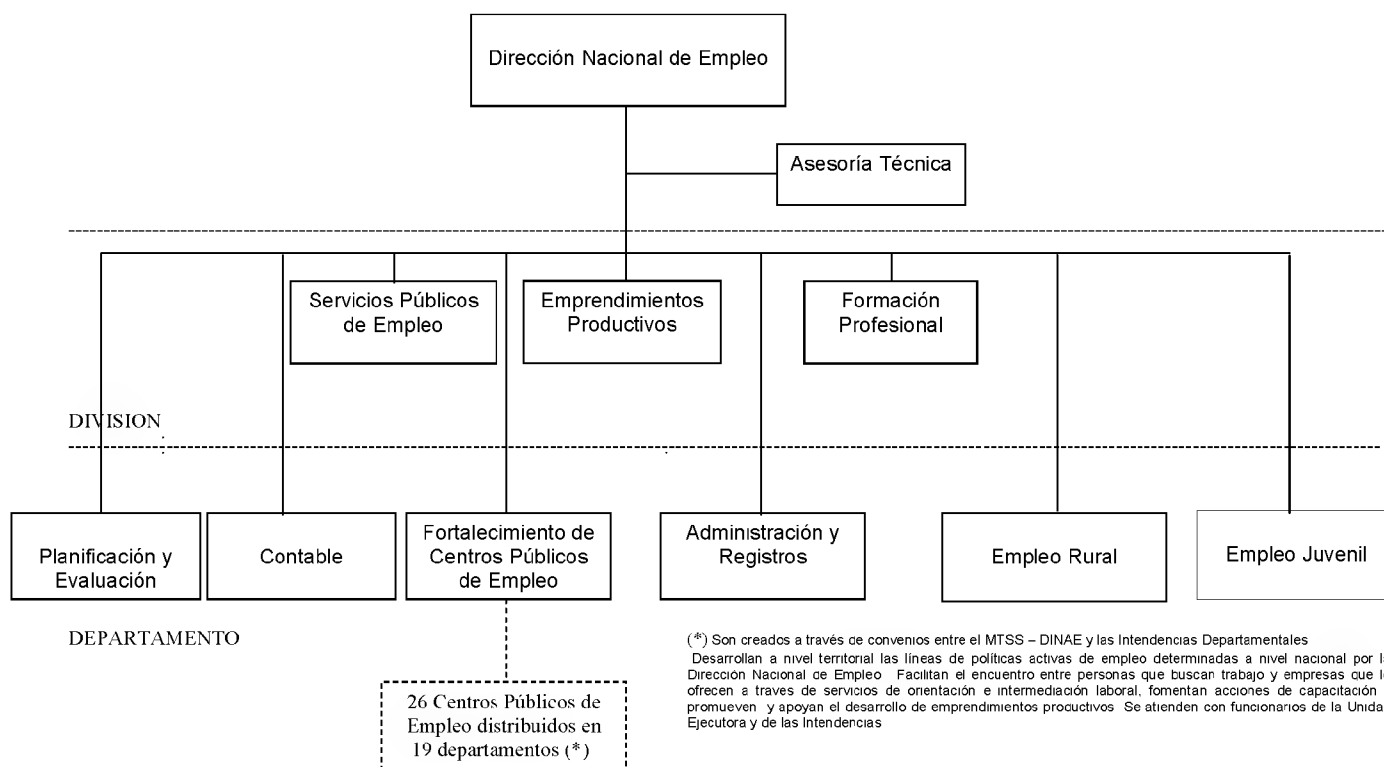 Dirección Nacional de Empleo
Asesoría Técnica
Servicios Públicos
de Empleo
Emprendimientos
Productivos
Formación
Profesional
DIVISION
Planificación y
Evaluación
Contable
Fortalecimiento de
Centros Públicos
de Empleo
Administración y
Registros
Empleo Rural
Empleo Juvenil
DEPARTAMENTO
26 Centros Públicos de
Empleo distribuidos en
19 departamentos (*)
(*) Son creados a través de convenios entre el MTSS – DINAE y las Intendencias Departamentales
Desarrollan a nivel territorial las líneas de políticas activas de empleo determinadas a nivel nacional por l
Dirección Nacional de Empleo Facilitan el encuentro entre personas que buscan trabajo y empresas que l
ofrecen a traves de servicios de orientación e intermediación laboral, fomentan acciones de capacitación
promueven y apoyan el desarrollo de emprendimientos productivos Se atienden con funcionarios de la Unida
Ejecutora y de las Intendencias